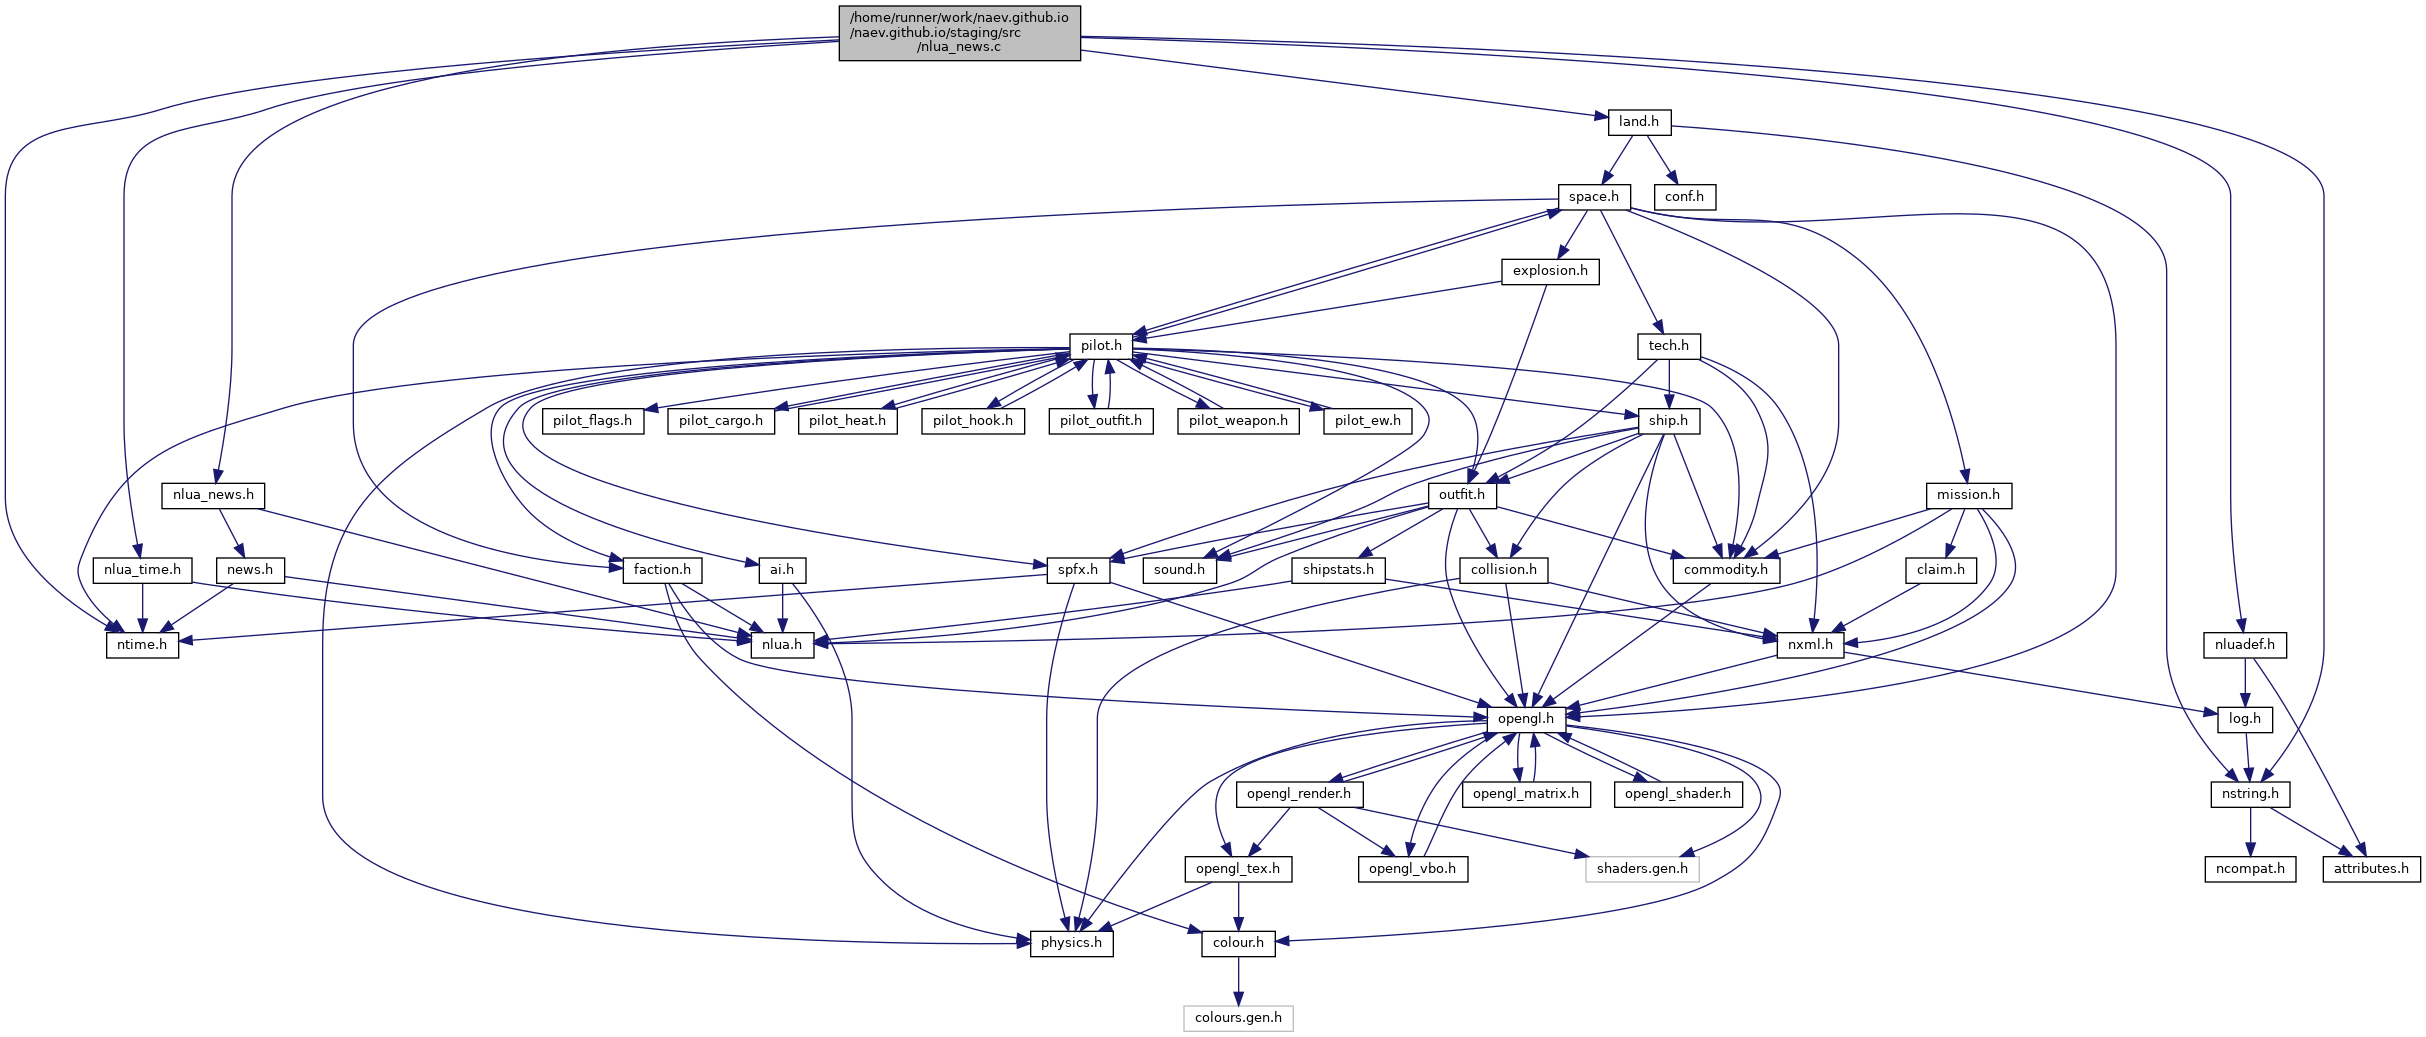 /home/runner/work/naev.github.io
/naev.github.io/staging/src
/nlua_news.c
land.h
space.h
conf.h
explosion.h
pilot.h
tech.h
pilot_flags.h
pilot_cargo.h
pilot_heat.h
pilot_hook.h
pilot_outfit.h
pilot_weapon.h
pilot_ew.h
ship.h
nlua_news.h
outfit.h
mission.h
nlua_time.h
news.h
faction.h
ai.h
spfx.h
sound.h
shipstats.h
collision.h
commodity.h
claim.h
ntime.h
nlua.h
nxml.h
nluadef.h
opengl.h
log.h
opengl_render.h
opengl_matrix.h
opengl_shader.h
nstring.h
opengl_tex.h
opengl_vbo.h
shaders.gen.h
ncompat.h
attributes.h
physics.h
colour.h
colours.gen.h